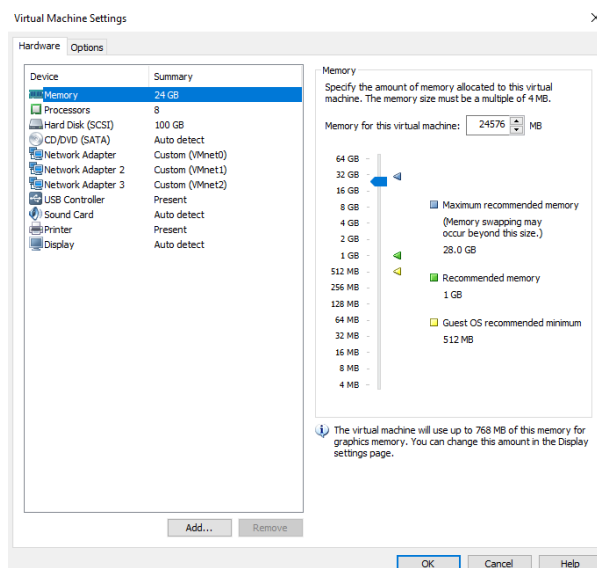 Virtual Machine Settings
Hardware Options
Device Summary
Memory 24 GB
Processors 8
Hard Disk (SCSI) 100 GB
CD/DVD (SATA) Auto detect
Network Adapter Custom (VMnet0)
Network Adapter 2 Custom (VMnet1)
Network Adapter 3 Custom (VMnet2)
USB Controller Present
Sound Card Auto detect
Printer Present
Display Auto detect
Add... Remove
Memory
Specify the amount of memory allocated to this virtual
machine. The memory size must be a multiple of 4 MB.
Memory for this virtual machine: 24576 MB
64 GB
32 GB
16 GB
8 GB
4 GB
2 GB
1 GB
512 MB
256 MB
128 MB
64 MB
32 MB
16 MB
8 MB
4 MB
Maximum recommended memory
(Memory swapping may
occur beyond this size.)
28.0 GB
Recommended memory
1 GB
Guest OS recommended minimum
512 MB
The virtual machine will use up to 768 MB of this memory for
graphics memory. You can change this amount in the Display
settings page.
OK Cancel Help